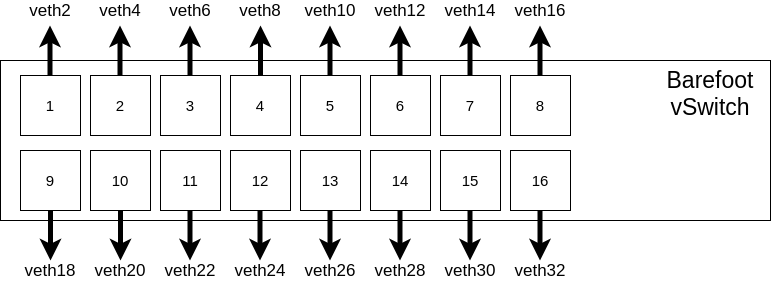 veth2 veth4 veth6 veth8 veth10 veth12 veth14 veth16
Barefoot
vSwitch
1 2 3 4 5 6 7 8
9 10 11 12 13 14 15 16
veth18 veth20 veth22 veth24 veth26 veth28 veth30 veth32